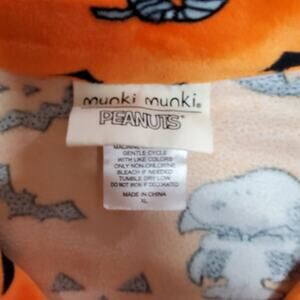 munki munki®
PEANUTS
MACHINE
GENTLE CYCLE
WITH LIKE COLORS
ONLY NON-CHLORINE
BLEACH IF NEEDED
TUMBLE DRY LOW
DO NOT IRON IF DECORATED
MADE IN CHINA
XL